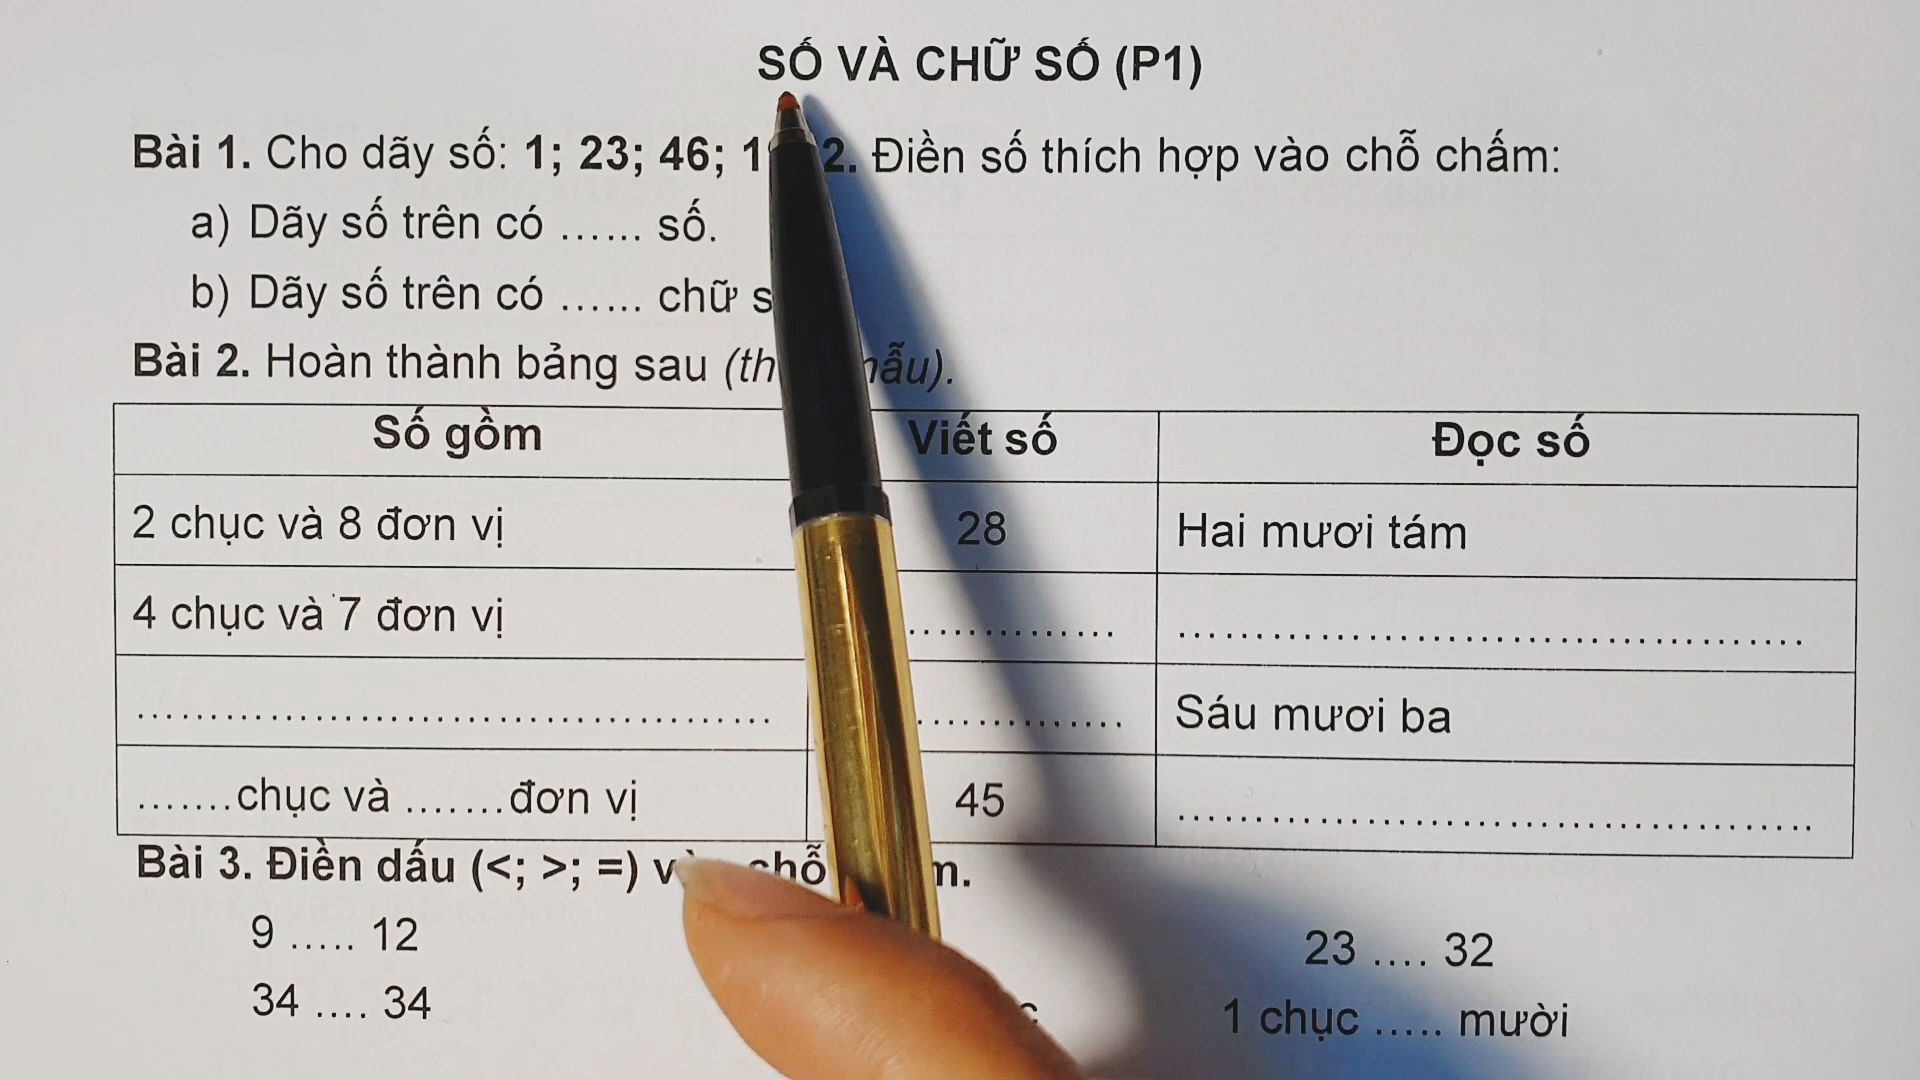 SỐ VÀ CHỮ SỐ (P1)
Bài 1. Cho dãy số: 1; 23; 46; 2. Điền số thích hợp vào chỗ chấm:
a) Dãy số trên có ...... số.
b) Dãy số trên có ...... chữ
Bài 2. Hoàn thành bảng sau
Số gồm Viết số Đọc số
2 chục và 8 đơn vị 28 Hai mươi tám
4 chục và 7 đơn vị .............. .........................................
......................................... .............. Sáu mươi ba
.......chục và .......đơn vị 45 .........................................
Bài 3. Điền dấu (<; >; =) chỗ
9 ..... 12 23 .... 32
34 .... 34 1 chục ..... mười